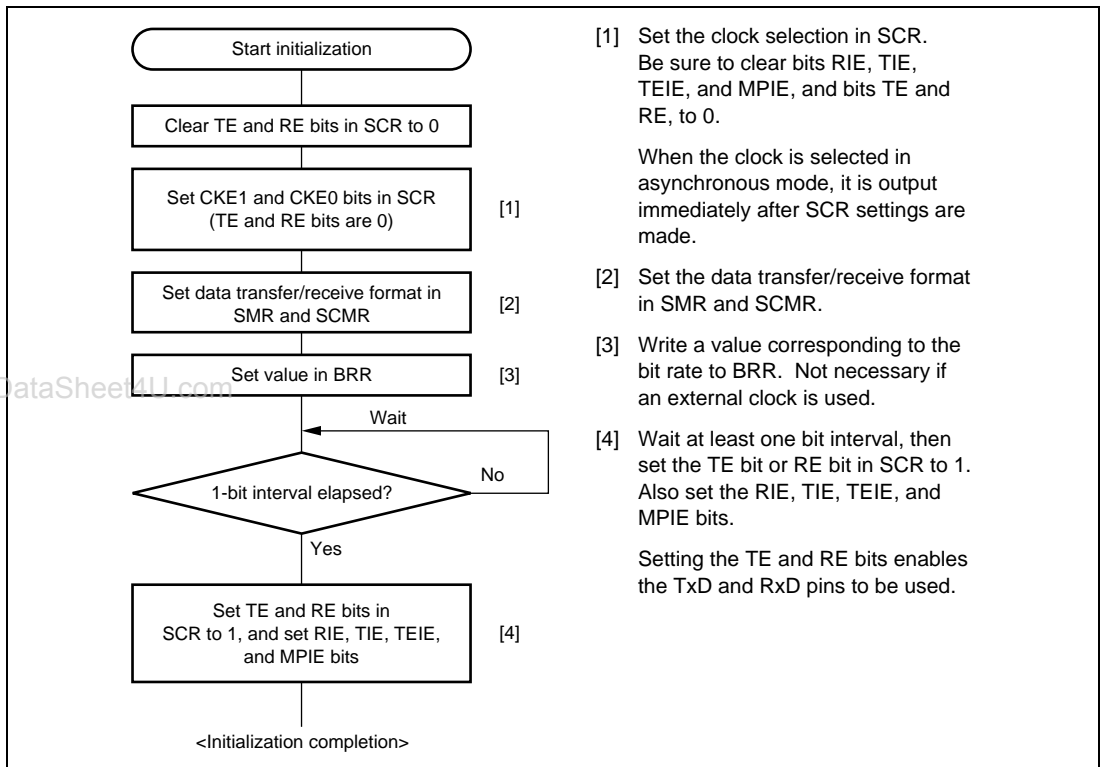 Start initialization
Clear TE and RE bits in SCR to 0
Set CKE1 and CKE0 bits in SCR
(TE and RE bits are 0)
[1]
Set data transfer/receive format in
SMR and SCMR
[2]
Set value in BRR
[3]
DataSheet4U.com
Wait
No
1-bit interval elapsed?
Yes
Set TE and RE bits in
SCR to 1, and set RIE, TIE, TEIE,
and MPIE bits
[4]
<Initialization completion>
[1] Set the clock selection in SCR.
Be sure to clear bits RIE, TIE,
TEIE, and MPIE, and bits TE and
RE, to 0.
When the clock is selected in
asynchronous mode, it is output
immediately after SCR settings are
made.
[2] Set the data transfer/receive format
in SMR and SCMR.
[3] Write a value corresponding to the
bit rate to BRR. Not necessary if
an external clock is used.
[4] Wait at least one bit interval, then
set the TE bit or RE bit in SCR to 1.
Also set the RIE, TIE, TEIE, and
MPIE bits.
Setting the TE and RE bits enables
the TxD and RxD pins to be used.